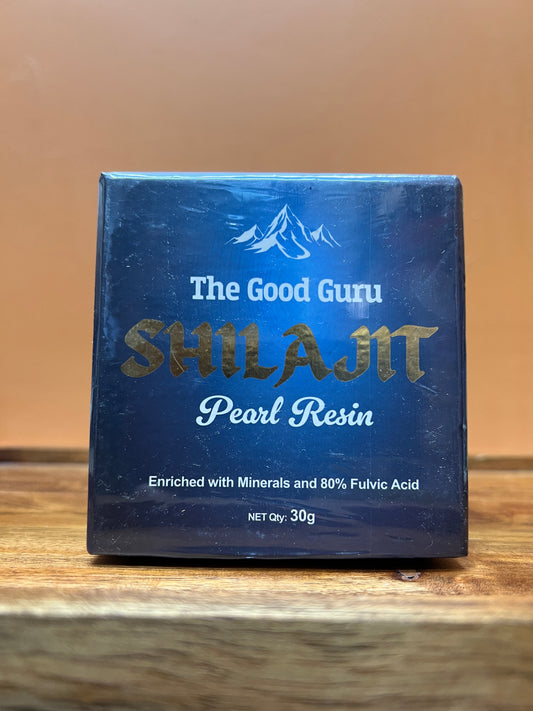 The Good Guru
SHILAJIT
Pearl Resin
Enriched with Minerals and 80% Fulvic Acid
NET Qty: 30g